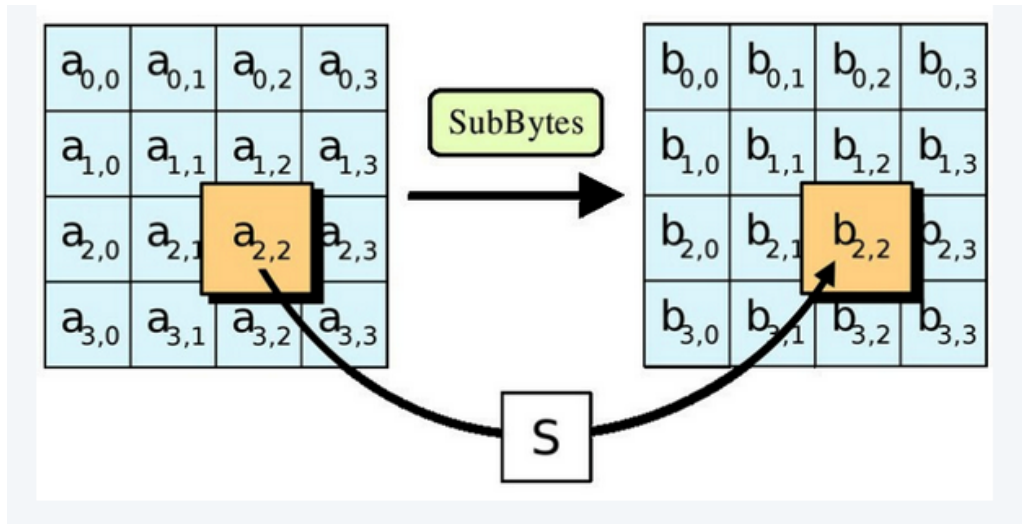 a0,0 a0,1 a0,2 a0,3
a1,0 a1,1 a1,2 a1,3
a2,0 a2,1 a2,2 a2,3
a3,0 a3,1 a3,2 a3,3
SubBytes
b0,0 b0,1 b0,2 b0,3
b1,0 b1,1 b1,2 b1,3
b2,0 b2,1 b2,2 b2,3
b3,0 b3,1 b3,2 b3,3
S